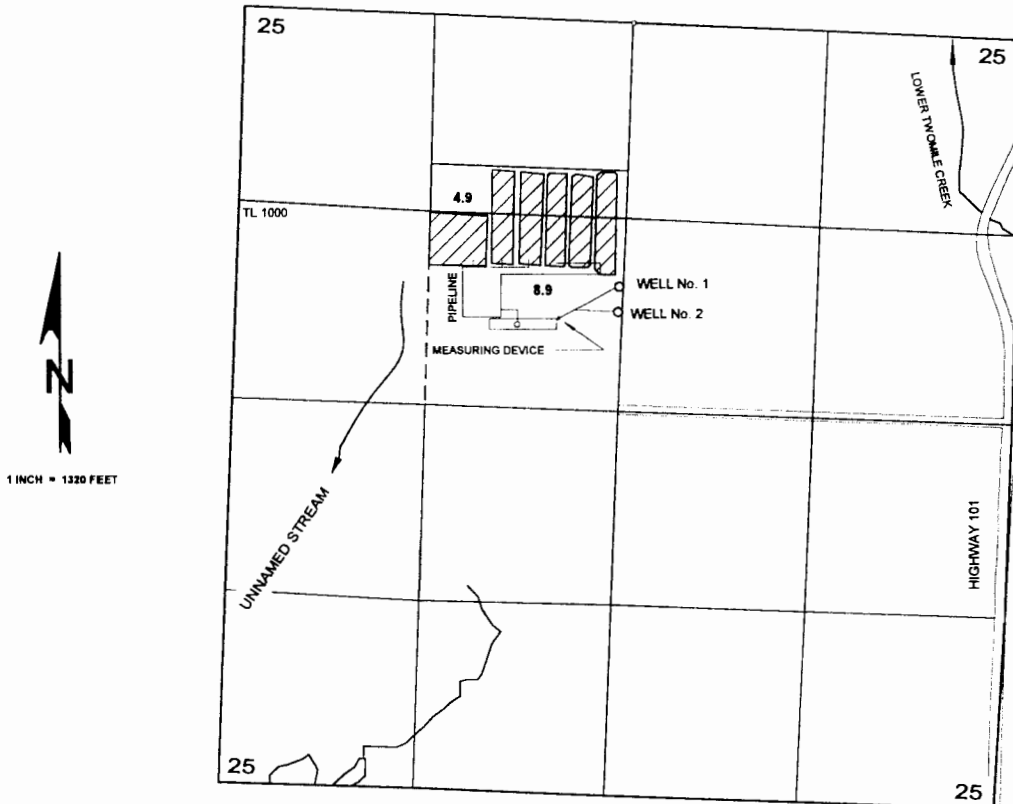 25
25
LOWER TWOMILE CREEK
4.9
TL 1000
PIPELINE
8.9
WELL No. 1
WELL No. 2
MEASURING DEVICE
N
1 INCH = 1320 FEET
UNNAMED STREAM
HIGHWAY 101
25
25